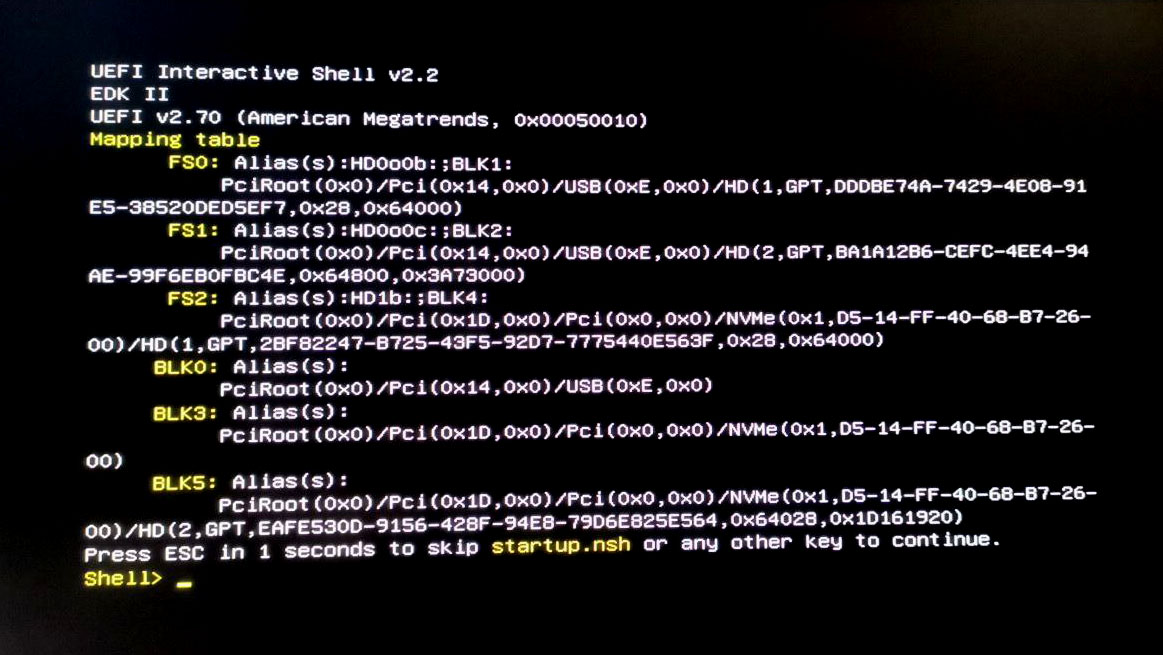 UEFI Interactive Shell v2.2
EDK II
UEFI v2.70 (American Megatrends, 0x00050010)
Mapping table
FS0: Alias(s):HD0o0b:;BLK1:
PciRoot(0x0)/Pci(0x14,0x0)/USB(0xE,0x0)/HD(1,GPT,DDDBE74A-7429-4E08-91
E5-38520DED5EF7,0x28,0x64000)
FS1: Alias(s):HD0o0c:;BLK2:
PciRoot(0x0)/Pci(0x14,0x0)/USB(0xE,0x0)/HD(2,GPT,BA1A12B6-CEFC-4EE4-94
AE-99F6EB0FBC4E,0x64800,0x3A73000)
FS2: Alias(s):HD1b:;BLK4:
PciRoot(0x0)/Pci(0x1D,0x0)/Pci(0x0,0x0)/NVMe(0x1,D5-14-FF-40-68-B7-26-
00)/HD(1,GPT,2BF82247-B725-43F5-92D7-7775440E563F,0x28,0x64000)
BLK0: Alias(s):
PciRoot(0x0)/Pci(0x14,0x0)/USB(0xE,0x0)
BLK3: Alias(s):
PciRoot(0x0)/Pci(0x1D,0x0)/Pci(0x0,0x0)/NVMe(0x1,D5-14-FF-40-68-B7-26-
00)
BLK5: Alias(s):
PciRoot(0x0)/Pci(0x1D,0x0)/Pci(0x0,0x0)/NVMe(0x1,D5-14-FF-40-68-B7-26-
00)/HD(2,GPT,EAFE530D-9156-428F-94E8-79D6E825E564,0x64028,0x1D161920)
Press ESC in 1 seconds to skip startup.nsh or any other key to continue.
Shell> _